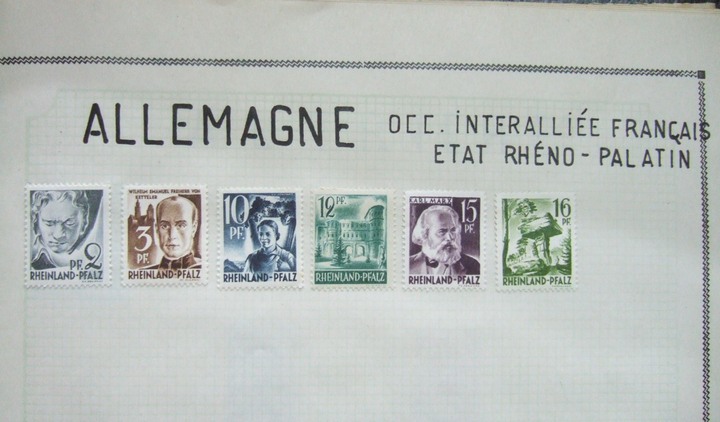 ALLEMAGNE OCC. INTERALLIÉE FRANÇAIS
ETAT RHÉNO-PALATIN
2 PF.
RHEINLAND-PFALZ
WILHELM EMANUEL FREIHERR VON
KETTELER
3 PF.
RHEINLAND-PFALZ
10 PF.
RHEINLAND-PFALZ
12 PF.
RHEINLAND-PFALZ
KARL MARX
15 PF.
RHEINLAND-PFALZ
16 PF.
RHEINLAND-PFALZ